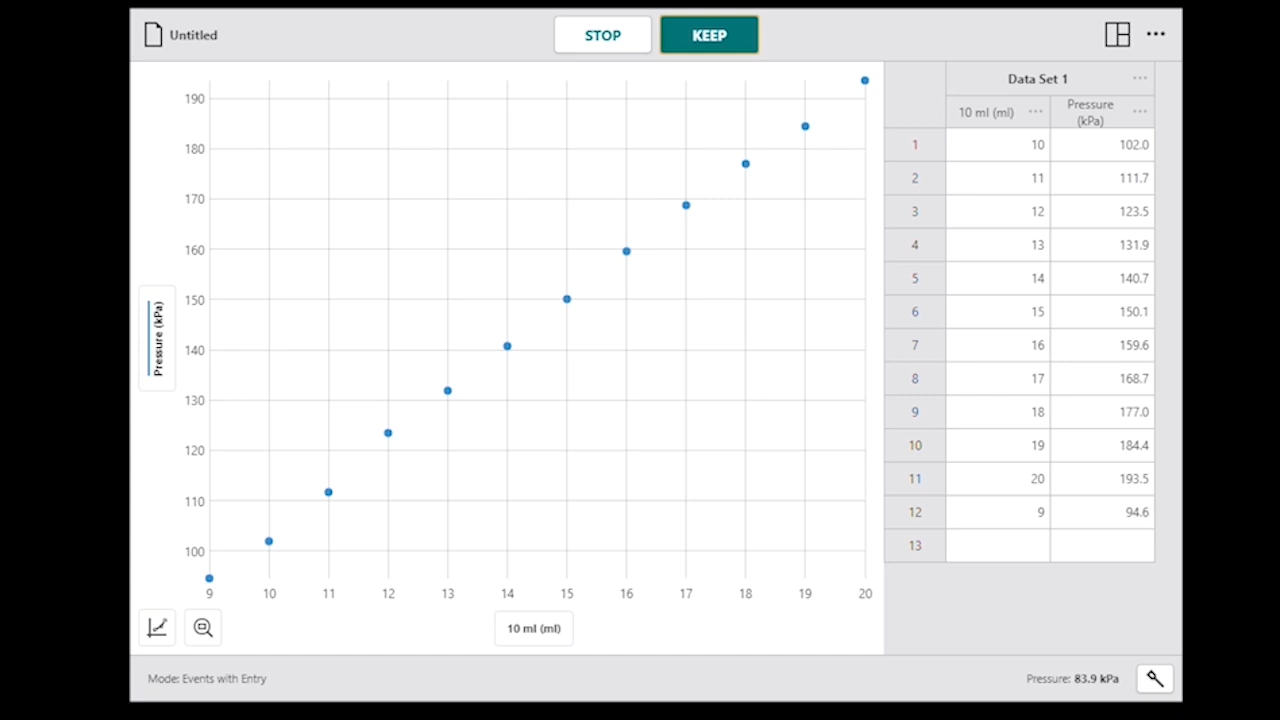 Untitled
STOP
KEEP
190
180
170
160
150
140
130
120
110
100
Pressure (kPa)
9 10 11 12 13 14 15 16 17 18 19 20
10 ml (ml)
Data Set 1
10 ml (ml) Pressure (kPa)
1 10 102.0
2 11 111.7
3 12 123.5
4 13 131.9
5 14 140.7
6 15 150.1
7 16 159.6
8 17 168.7
9 18 177.0
10 19 184.4
11 20 193.5
12 9 94.6
13
Mode: Events with Entry
Pressure: 83.9 kPa